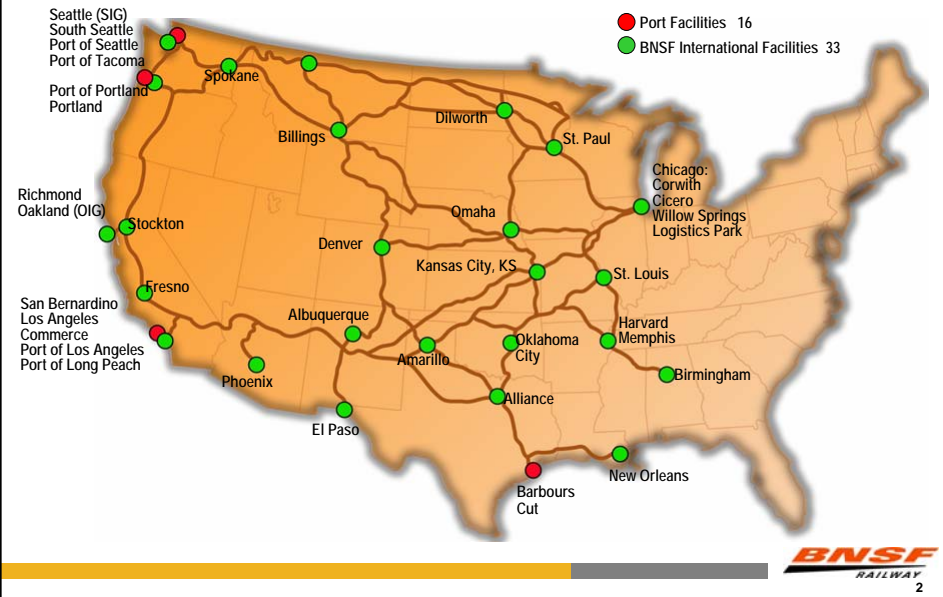 Seattle (SIG)
South Seattle
Port of Seattle
Port of Tacoma
Port Facilities 16
BNSF International Facilities 33
Spokane
Port of Portland
Portland
Dilworth
Billings
St. Paul
Chicago:
Corwith
Cicero
Willow Springs
Logistics Park
Richmond
Oakland (OIG)
Stockton
Omaha
Denver
Kansas City, KS
St. Louis
Fresno
San Bernardino
Los Angeles
Commerce
Port of Los Angeles
Port of Long Peach
Albuquerque
Amarillo
Oklahoma
City
Harvard
Memphis
Phoenix
Birmingham
Alliance
El Paso
New Orleans
Barbours
Cut
BNSF
RAILWAY
2